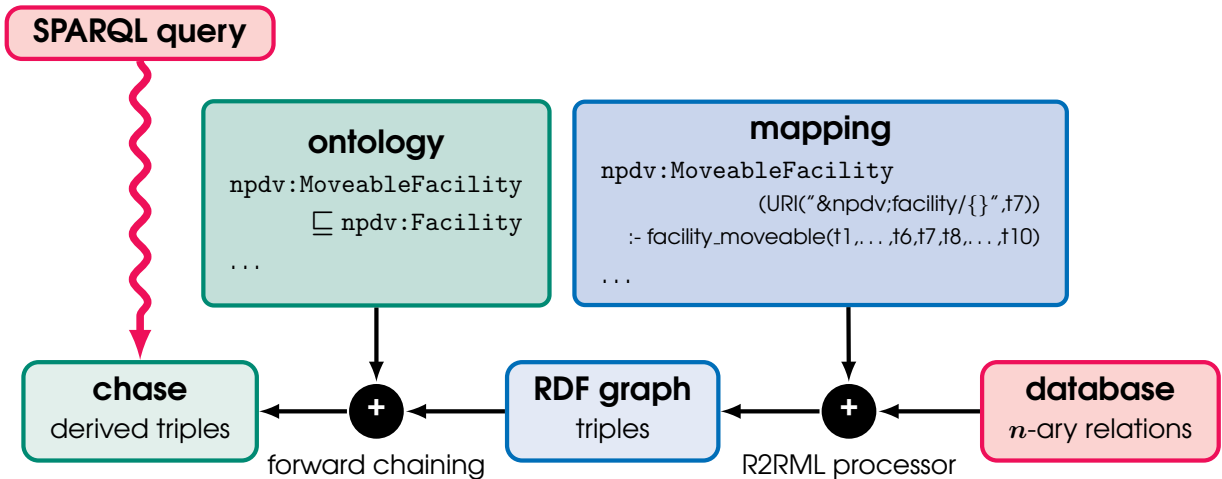 SPARQL query
ontology
npdv:MoveableFacility
⊑ npdv:Facility
...
mapping
npdv:MoveableFacility
(URI("&npdv;facility/{}",t7))
:- facility_moveable(t1,...,t6,t7,t8,...,t10)
...
chase
derived triples
+
forward chaining
RDF graph
triples
+
R2RML processor
database
n-ary relations